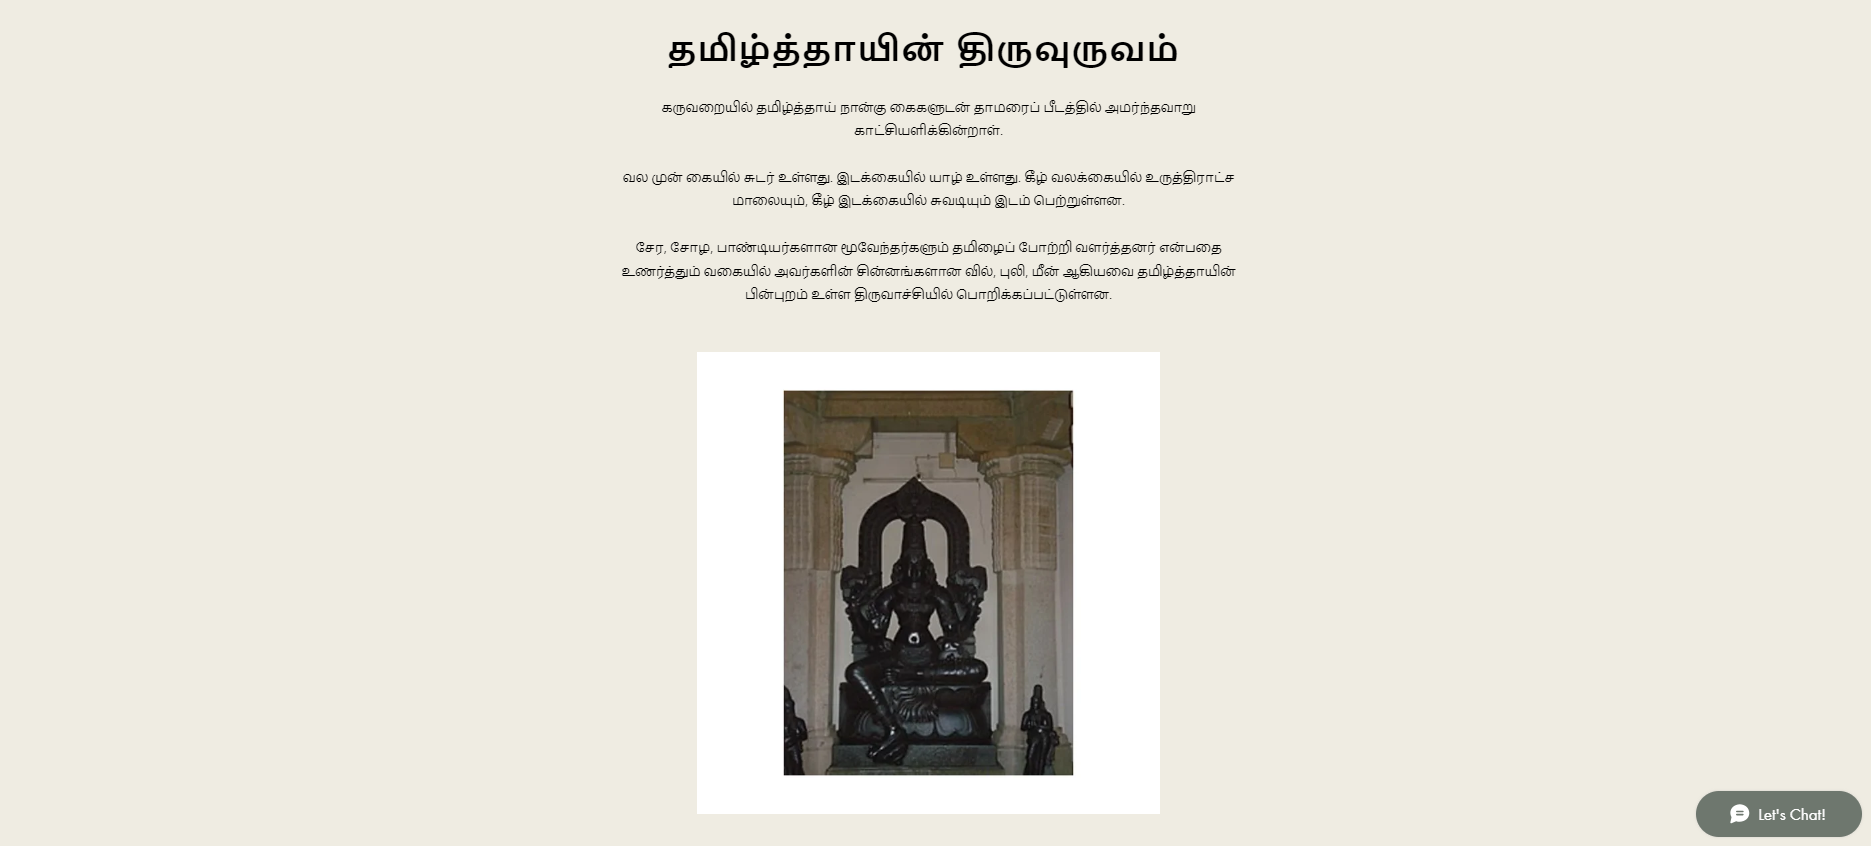 தமிழ்த்தாயின் திருவுருவம்
கருவறையில் தமிழ்த்தாய் நான்கு கைகளுடன் தாமரைப் பீடத்தில் அமர்ந்தவாறு
காட்சியளிக்கின்றாள்.
வல முன் கையில் சுடர் உள்ளது. இடக்கையில் யாழ் உள்ளது. கீழ் வலக்கையில் உருத்திராட்ச
மாலையும், கீழ் இடக்கையில் சுவடியும் இடம் பெற்றுள்ளன.
சேர, சோழ, பாண்டியர்களான மூவேந்தர்களும் தமிழைப் போற்றி வளர்த்தனர் என்பதை
உணர்த்தும் வகையில் அவர்களின் சின்னங்களான வில், புலி, மீன் ஆகியவை தமிழ்த்தாயின்
பின்புறம் உள்ள திருவாச்சியில் பொறிக்கப்பட்டுள்ளன.
Let's Chat!